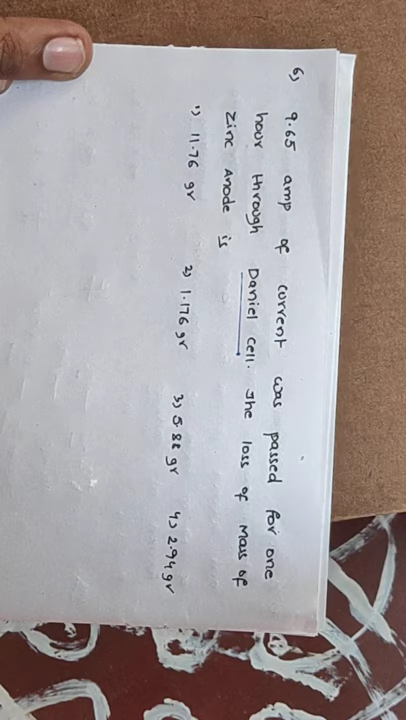 6) 9.65 amp of current was passed for one
hour through Daniel cell. The loss of Mass of
Zinc Anode is
1) 11.76 gr 2) 1.176 gr 3) 5.88 gr 4) 2.94 gr